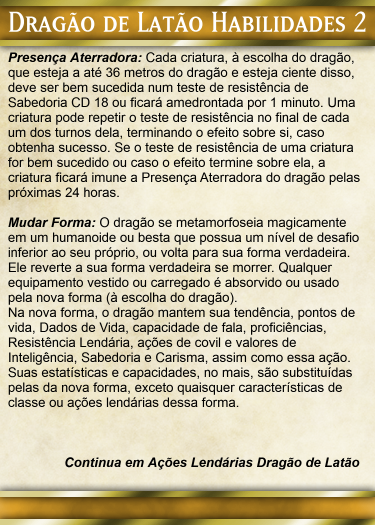 Dragão de Latão Habilidades 2
Presença Aterradora: Cada criatura, à escolha do dragão,
que esteja a até 36 metros do dragão e esteja ciente disso,
deve ser bem sucedida num teste de resistência de
Sabedoria CD 18 ou ficará amedrontada por 1 minuto. Uma
criatura pode repetir o teste de resistência no final de cada
um dos turnos dela, terminando o efeito sobre si, caso
obtenha sucesso. Se o teste de resistência de uma criatura
for bem sucedido ou caso o efeito termine sobre ela, a
criatura ficará imune a Presença Aterradora do dragão pelas
próximas 24 horas.
Mudar Forma: O dragão se metamorfoseia magicamente
em um humanoide ou besta que possua um nível de desafio
inferior ao seu próprio, ou volta para sua forma verdadeira.
Ele reverte a sua forma verdadeira se morrer. Qualquer
equipamento vestido ou carregado é absorvido ou usado
pela nova forma (à escolha do dragão).
Na nova forma, o dragão mantem sua tendência, pontos de
vida, Dados de Vida, capacidade de fala, proficiências,
Resistência Lendária, ações de covil e valores de
Inteligência, Sabedoria e Carisma, assim como essa ação.
Suas estatísticas e capacidades, no mais, são substituídas
pelas da nova forma, exceto quaisquer características de
classe ou ações lendárias dessa forma.
Continua em Ações Lendárias Dragão de Latão